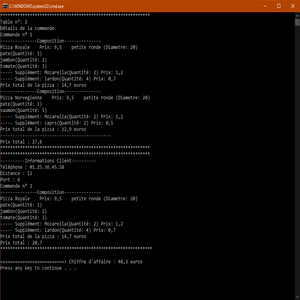 C:\WINDOWS\system32\cmd.exe
**************************************************
Table n°: 2
Détails de la commande:
Commande n° 1
------------Composition------------
Pizza Royale    Prix: 9,5    petite ronde (Diametre: 20)
pate(Quantité: 1)
jambon(Quantité: 2)
tomate(Quantité: 3)
----- Supplément: Mozarella(Quantité: 2) Prix: 1,2
----- Supplément: lardon(Quantité: 4) Prix: 0,7
Prix total de la pizza : 14,7 euros
------------Composition------------
Pizza Norvegienne    Prix: 9,5    petite ronde (Diametre: 20)
pate(Quantité: 1)
saumon(Quantité: 1)
----- Supplément: Mozarella(Quantité: 3) Prix: 1,2
----- Supplément: caprs(Quantité: 2) Prix: 0,5
Prix total de la pizza : 12,9 euros
-----------------------------------
Prix total : 27,6
**************************************************
**************************************************
---------Informations Client----------
Téléphone : 01.25.36.45.58
Distance : 12
Port : 6
Commande n° 2
------------Composition------------
Pizza Royale    Prix: 9,5    petite ronde (Diametre: 20)
pate(Quantité: 1)
jambon(Quantité: 2)
tomate(Quantité: 3)
----- Supplément: Mozarella(Quantité: 2) Prix: 1,2
----- Supplément: lardon(Quantité: 4) Prix: 0,7
Prix total de la pizza : 14,7 euros
Prix total : 20,7
**************************************************
=======================> Chiffre d'affaire : 48,3 euros
Press any key to continue . . .